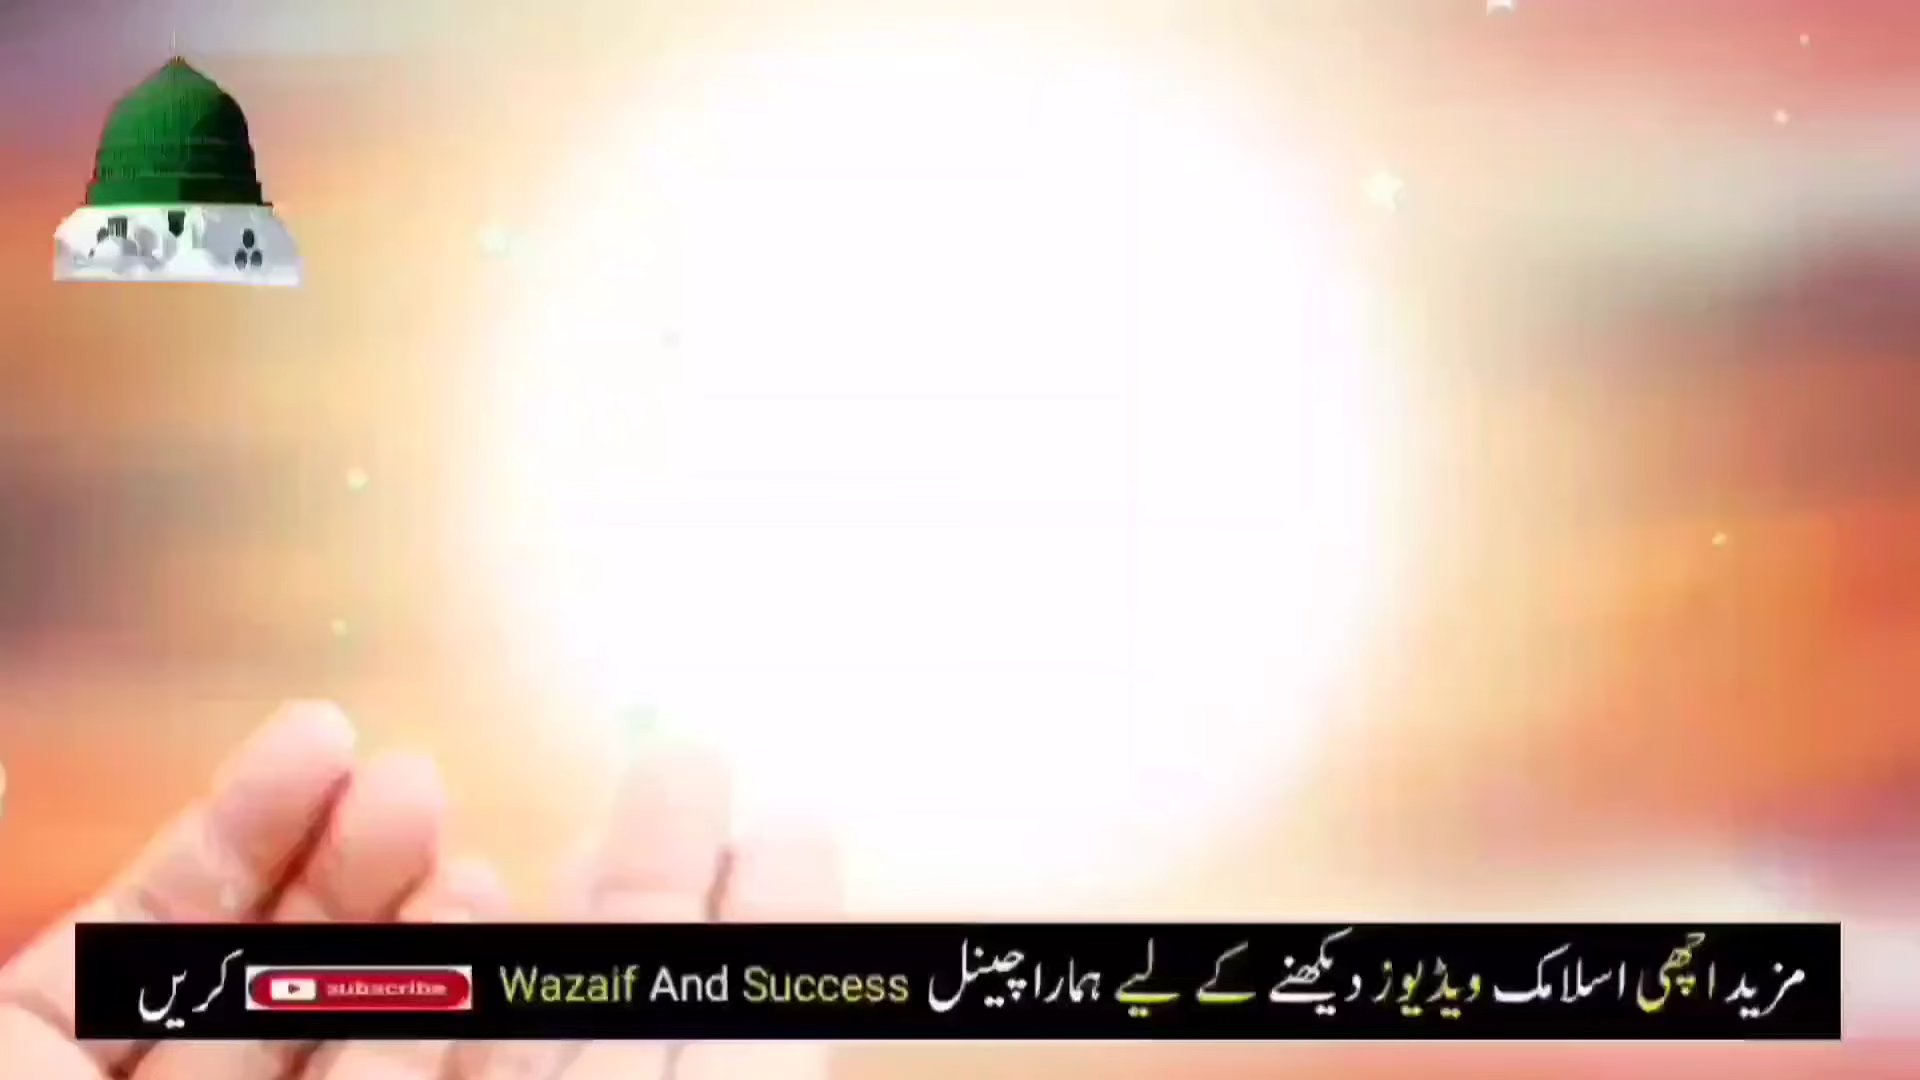 مزید اچھی اسلامک ویڈیوز دیکھنے کے لیے ہمارا چینل Wazaif And Success subscribe کریں